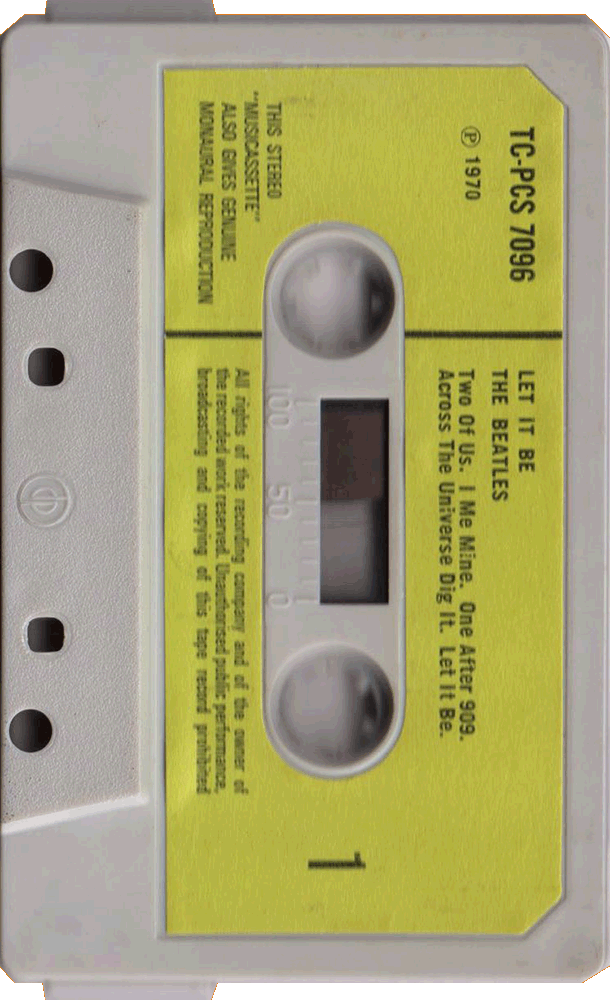 TC-PCS 7096
Ⓟ 1970
LET IT BE
THE BEATLES
Two Of Us. I Me Mine. One After 909.
Across The Universe Dig It. Let It Be.
THIS STEREO
"MUSICASSETTE"
ALSO GIVES GENUINE
MONAURAL REPRODUCTION
100 50 0
1
All rights of the recording company and of the owner of
the recorded work reserved. Unauthorised public performance,
broadcasting and copying of this tape record prohibited